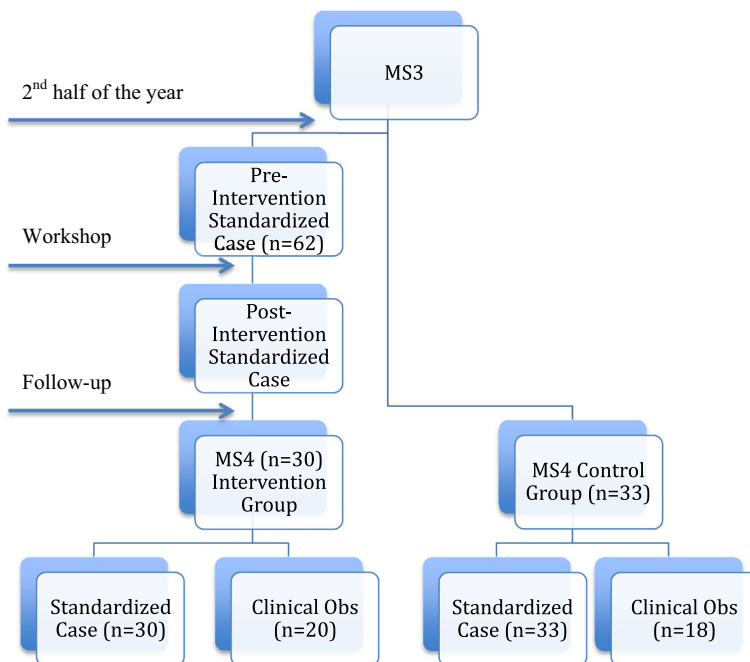 MS3
2nd half of the year
Pre-
Intervention
Standardized
Case (n=62)
Workshop
Post-
Intervention
Standardized
Case
Follow-up
MS4 (n=30)
Intervention
Group
MS4 Control
Group (n=33)
Standardized
Case (n=30)
Clinical Obs
(n=20)
Standardized
Case (n=33)
Clinical Obs
(n=18)